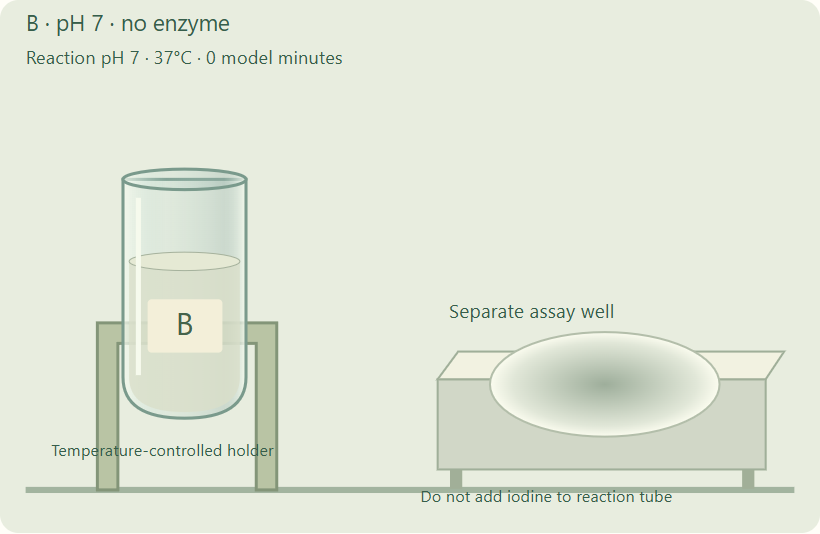 B · pH 7 · no enzyme
Reaction pH 7 · 37°C · 0 model minutes
Separate assay well
B
Temperature-controlled holder
Do not add iodine to reaction tube